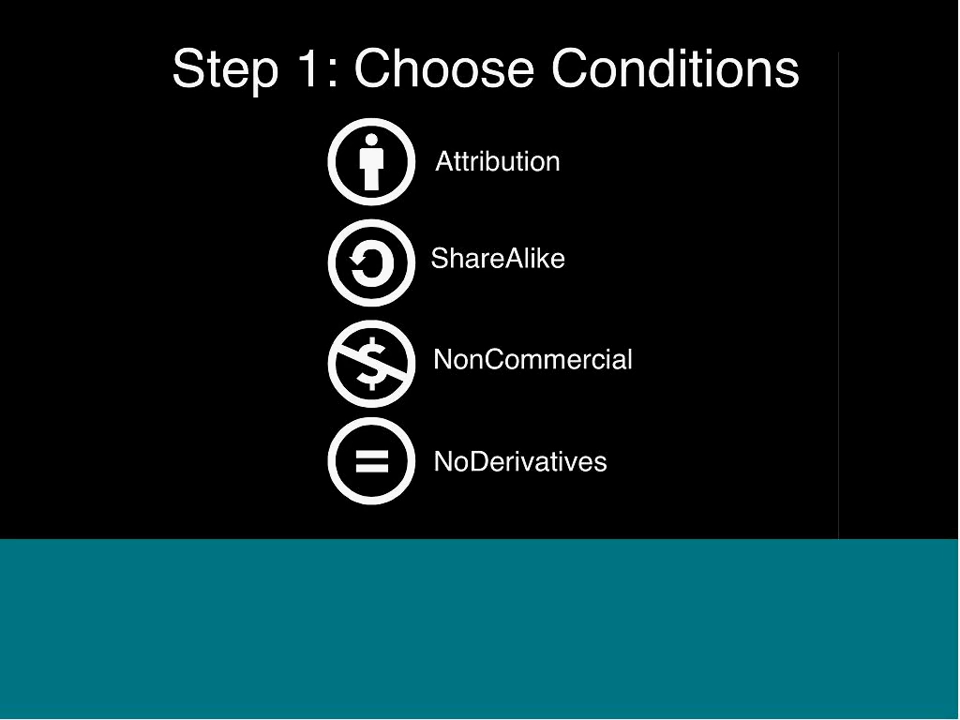 Step 1: Choose Conditions
Attribution
ShareAlike
NonCommercial
NoDerivatives